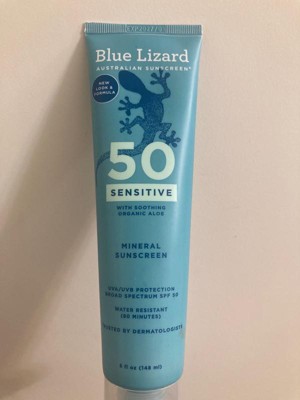 Blue Lizard
AUSTRALIAN SUNSCREEN®
NEW
LOOK &
FORMULA
50
SENSITIVE
WITH SOOTHING
ORGANIC ALOE
MINERAL
SUNSCREEN
UVA/UVB PROTECTION
BROAD SPECTRUM SPF 50
WATER RESISTANT
(80 MINUTES)
TRUSTED BY DERMATOLOGISTS
5 fl oz (148 ml)